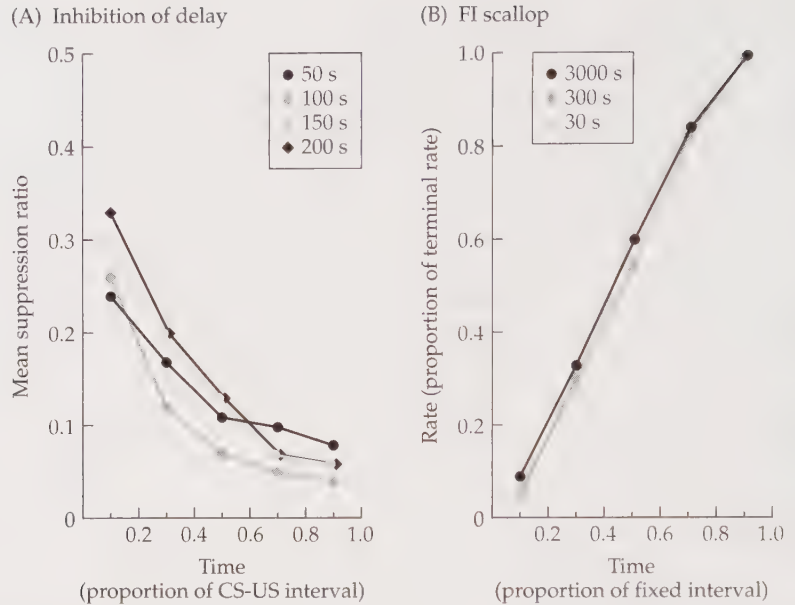 (A) Inhibition of delay
0.5
0.4
0.3
0.2
0.1
0
50 s
100 s
150 s
200 s
Mean suppression ratio
0.2 0.4 0.6 0.8 1.0
Time
(proportion of CS-US interval)
(B) FI scallop
1.0
0.8
0.6
0.4
0.2
0.0
3000 s
300 s
30 s
Rate (proportion of terminal rate)
0.2 0.4 0.6 0.8 1.0
Time
(proportion of fixed interval)